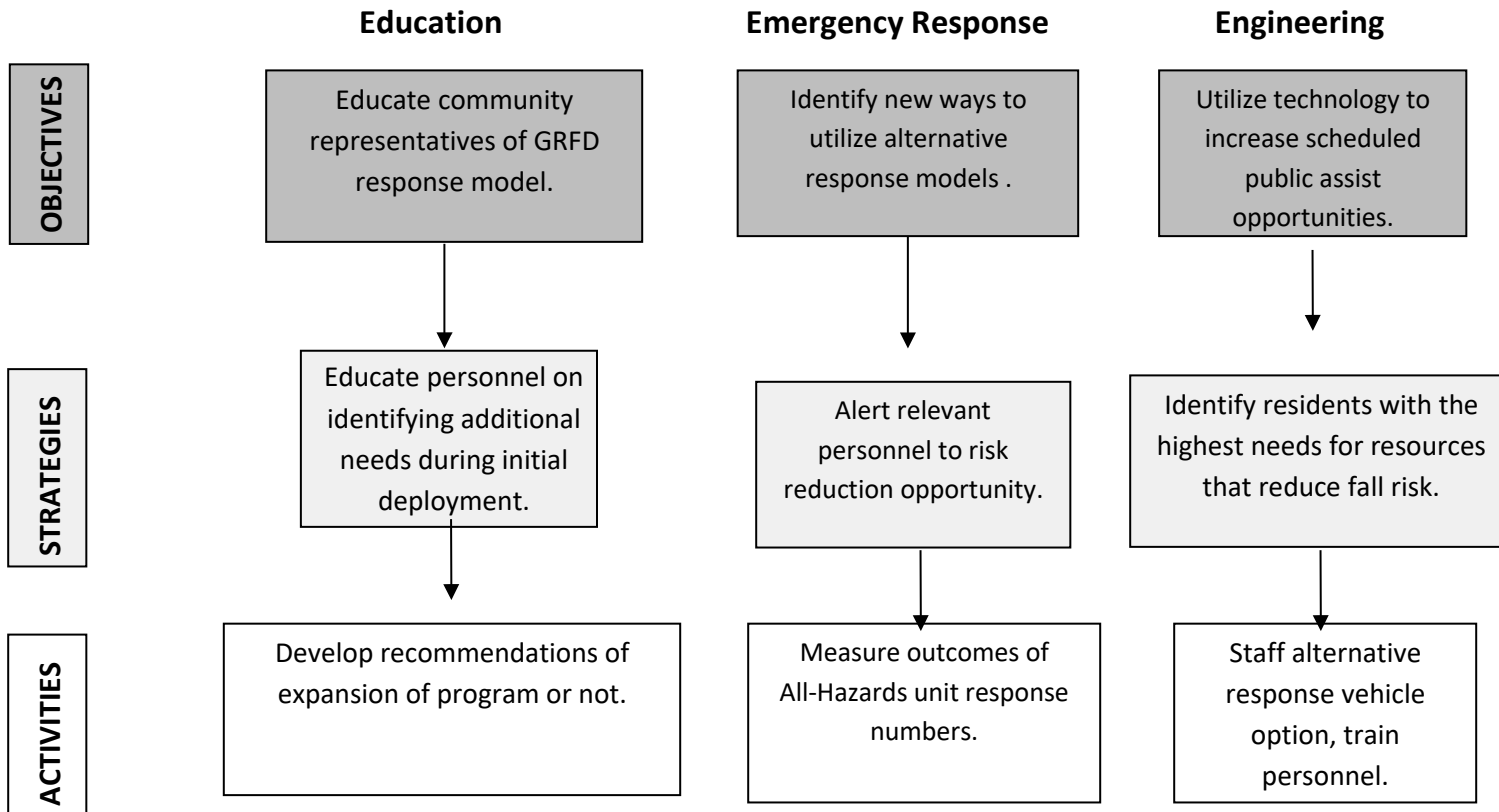 Education
Emergency Response
Engineering
OBJECTIVES
Educate community
representatives of GRFD
response model.
Identify new ways to
utilize alternative
response models .
Utilize technology to
increase scheduled
public assist
opportunities.
STRATEGIES
Educate personnel on
identifying additional
needs during initial
deployment.
Alert relevant
personnel to risk
reduction opportunity.
Identify residents with the
highest needs for resources
that reduce fall risk.
ACTIVITIES
Develop recommendations of
expansion of program or not.
Measure outcomes of
All-Hazards unit response
numbers.
Staff alternative
response vehicle
option, train
personnel.